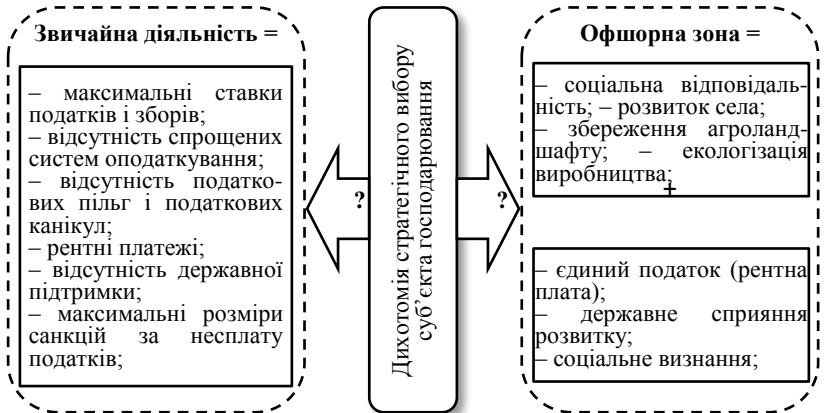 Звичайна діяльність =
– максимальні ставки
податків і зборів;
– відсутність спрощених
систем оподаткування;
– відсутність податко-
вих пільг і податкових
канікул;
– рентні платежі;
– відсутність державної
підтримки;
– максимальні розміри
санкцій за несплату
податків;
?
Дихотомія стратегічного вибору
суб’єкта господарювання
?
Офшорна зона =
– соціальна відповідаль-
ність; – розвиток села;
– збереження агроланд-
шафту; – екологізація
виробництва;
+
– єдиний податок (рентна
плата);
– державне сприяння
розвитку;
– соціальне визнання;